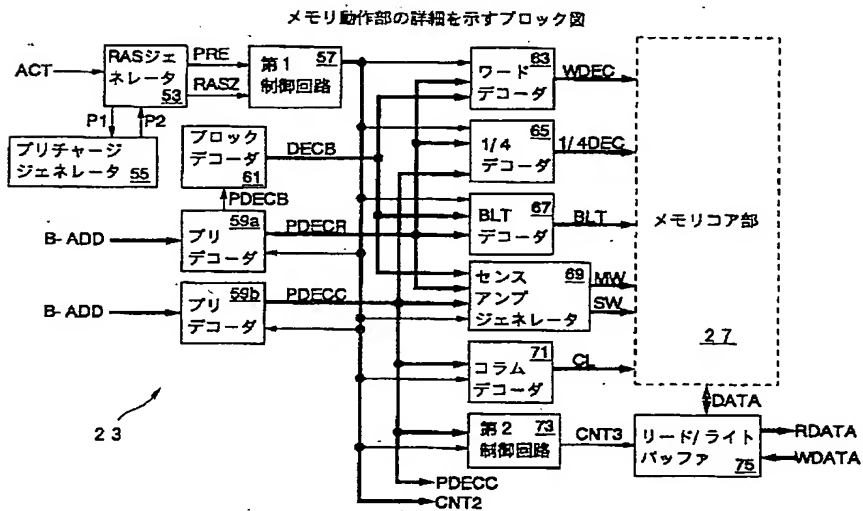 メモリ動作部の詳細を示すブロック図
ACT
RASジェ
ネレータ
53
PRE
RASZ
第1
57
制御回路
P1
P2
プリチャージ
ジェネレータ
55
ブロック
デコーダ
61
DECB
PDECB
B-ADD
59a
プリ
デコーダ
PDECR
B-ADD
59b
プリ
デコーダ
PDECC
23
63
ワード
デコーダ
WDEC
65
1/4
デコーダ
1/4DEC
67
BLT
デコーダ
BLT
センス
69
アンプ
ジェネレータ
MW
SW
71
コラム
デコーダ
CL
第2
73
制御回路
CNT3
メモリコア部
27
DATA
リード/ライト
バッファ
75
RDATA
WDATA
PDECC
CNT2